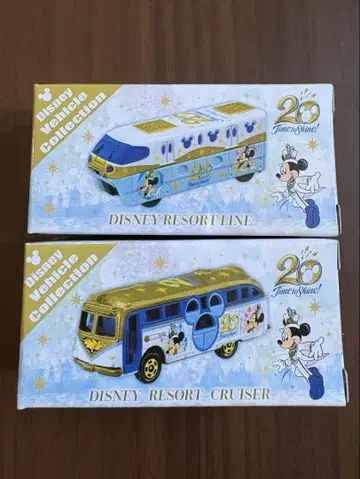 Disney
Vehicle
Collection
20
Time to Shine!
DISNEY RESORT LINE
Disney
Vehicle
Collection
20
Time to Shine!
DISNEY RESORT CRUISER